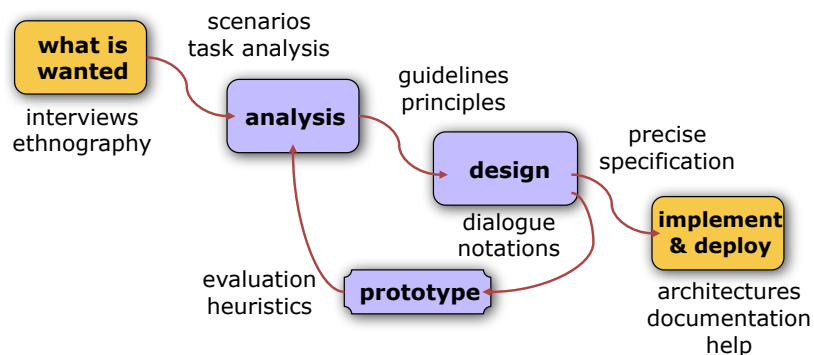 scenarios
task analysis
what is
wanted
interviews
ethnography
analysis
guidelines
principles
design
precise
specification
dialogue
notations
implement
& deploy
evaluation
heuristics
prototype
architectures
documentation
help